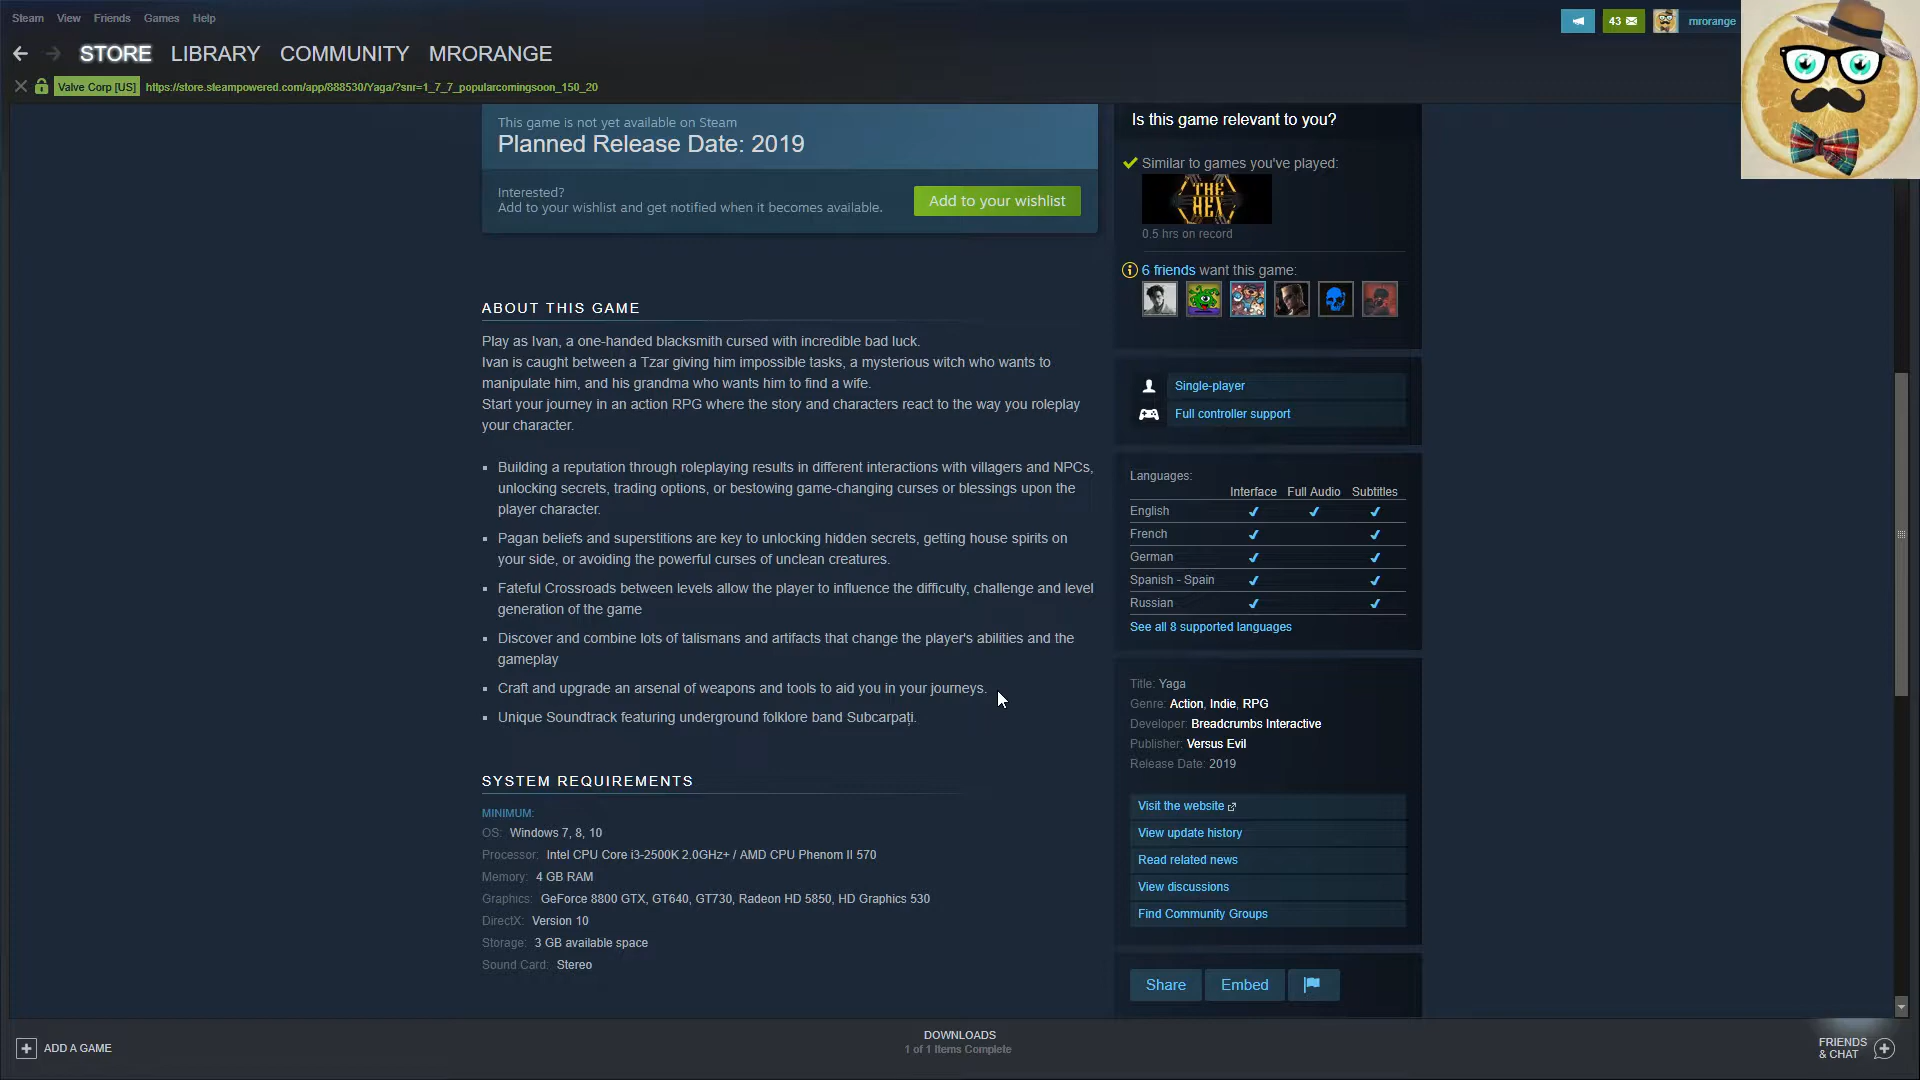 Steam View Friends Games Help
43
mrorange
STORE LIBRARY COMMUNITY MRORANGE
Valve Corp [US] https://store.steampowered.com/app/888530/Yaga/?snr=1_7_7_popularcomingsoon_150_20
This game is not yet available on Steam
Planned Release Date: 2019
Interested?
Add to your wishlist and get notified when it becomes available.
Add to your wishlist
ABOUT THIS GAME
Play as Ivan, a one-handed blacksmith cursed with incredible bad luck.
Ivan is caught between a Tzar giving him impossible tasks, a mysterious witch who wants to
manipulate him, and his grandma who wants him to find a wife.
Start your journey in an action RPG where the story and characters react to the way you roleplay
your character.
Building a reputation through roleplaying results in different interactions with villagers and NPCs,
unlocking secrets, trading options, or bestowing game-changing curses or blessings upon the
player character.
Pagan beliefs and superstitions are key to unlocking hidden secrets, getting house spirits on
your side, or avoiding the powerful curses of unclean creatures.
Fateful Crossroads between levels allow the player to influence the difficulty, challenge and level
generation of the game
Discover and combine lots of talismans and artifacts that change the player's abilities and the
gameplay
Craft and upgrade an arsenal of weapons and tools to aid you in your journeys.
Unique Soundtrack featuring underground folklore band Subcarpați.
SYSTEM REQUIREMENTS
MINIMUM:
OS: Windows 7, 8, 10
Processor: Intel CPU Core i3-2500K 2.0GHz+ / AMD CPU Phenom II 570
Memory: 4 GB RAM
Graphics: GeForce 8800 GTX, GT640, GT730, Radeon HD 5850, HD Graphics 530
DirectX: Version 10
Storage: 3 GB available space
Sound Card: Stereo
Is this game relevant to you?
Similar to games you've played:
THE
HEX
0.5 hrs on record
6 friends want this game:
Single-player
Full controller support
Languages:
Interface Full Audio Subtitles
English
French
German
Spanish - Spain
Russian
See all 8 supported languages
Title: Yaga
Genre: Action, Indie, RPG
Developer: Breadcrumbs Interactive
Publisher: Versus Evil
Release Date: 2019
Visit the website
View update history
Read related news
View discussions
Find Community Groups
Share Embed
ADD A GAME
DOWNLOADS
1 of 1 Items Complete
FRIENDS
& CHAT